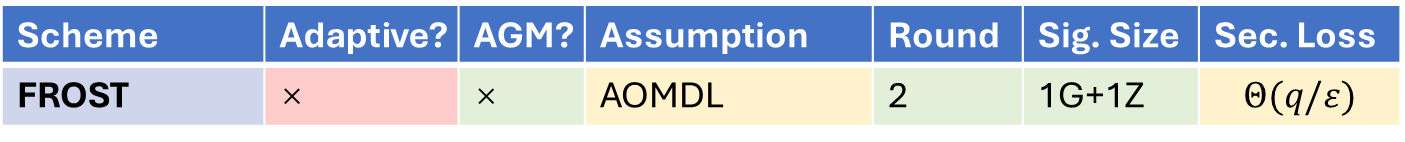 Scheme Adaptive? AGM? Assumption Round Sig. Size Sec. Loss
FROST × × AOMDL 2 1G+1Z Θ(q/ε)